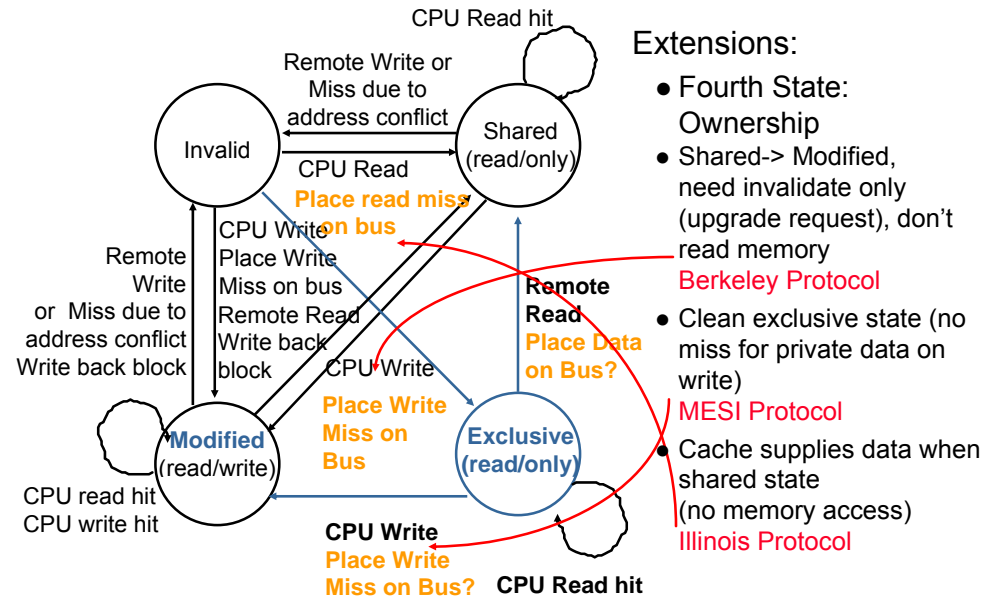 CPU Read hit
Remote Write or
Miss due to
address conflict
Invalid
Shared
(read/only)
CPU Read
Place read miss
on bus
CPU Write
Place Write
Miss on bus
Remote Read
Write back
block
Remote
Write
or Miss due to
address conflict
Write back block
Remote
Read
Place Data
on Bus?
CPU Write
Place Write
Miss on
Bus
Modified
(read/write)
Exclusive
(read/only)
CPU read hit
CPU write hit
CPU Write
Place Write
Miss on Bus?
CPU Read hit
Extensions:
● Fourth State:
Ownership
● Shared-> Modified,
need invalidate only
(upgrade request), don’t
read memory
Berkeley Protocol
● Clean exclusive state (no
miss for private data on
write)
MESI Protocol
● Cache supplies data when
shared state
(no memory access)
Illinois Protocol